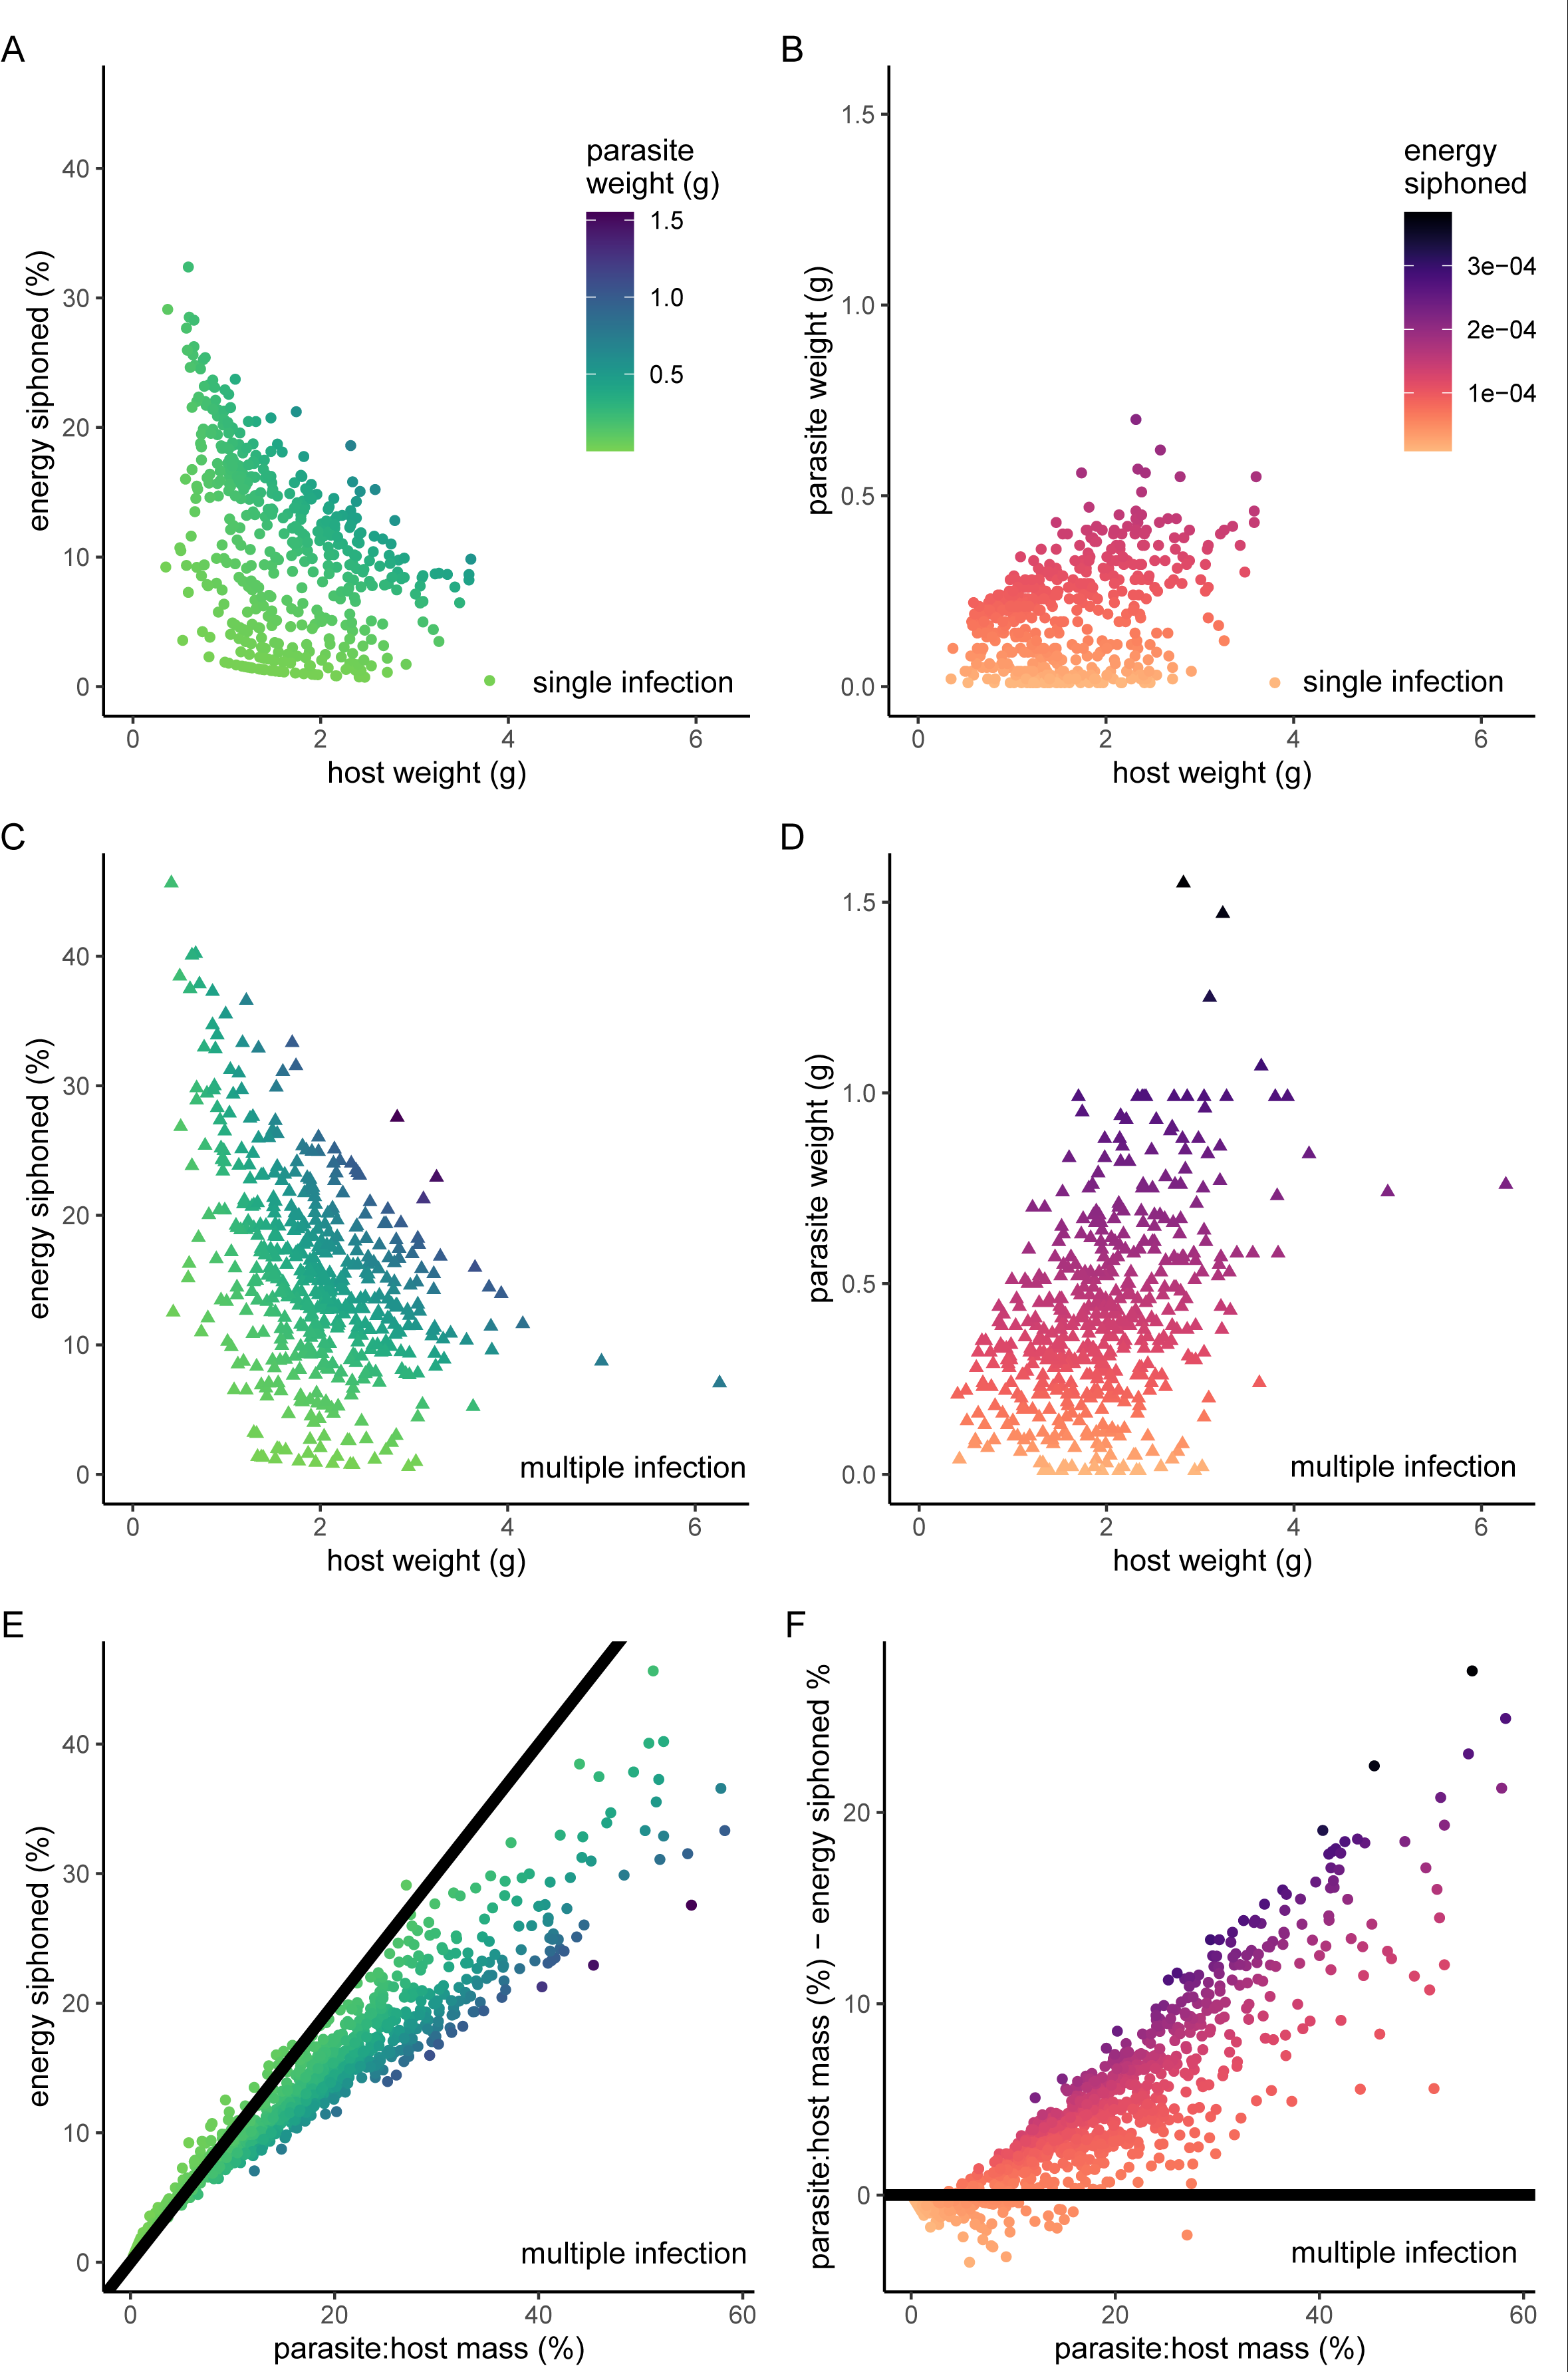 A
energy siphoned (%)
40
30
20
10
0
0 2 4 6
host weight (g)
parasite
weight (g)
1.5
1.0
0.5
single infection
B
parasite weight (g)
1.5
1.0
0.5
0.0
0 2 4 6
host weight (g)
energy
siphoned
3e−04
2e−04
1e−04
single infection
C
energy siphoned (%)
40
30
20
10
0
0 2 4 6
host weight (g)
multiple infection
D
parasite weight (g)
1.5
1.0
0.5
0.0
0 2 4 6
host weight (g)
multiple infection
E
energy siphoned (%)
40
30
20
10
0
0 20 40 60
parasite:host mass (%)
multiple infection
F
parasite:host mass (%) − energy siphoned %
20
10
0
0 20 40 60
parasite:host mass (%)
multiple infection